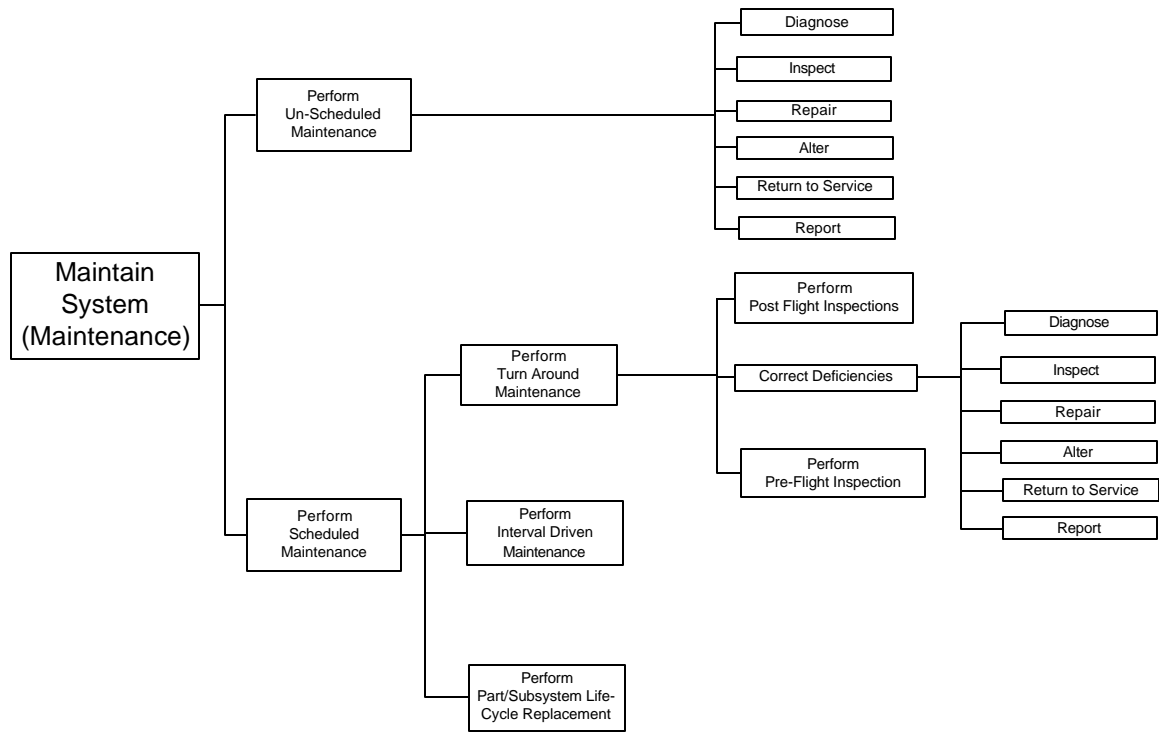 Maintain
System
(Maintenance)
Perform
Un-Scheduled
Maintenance
Diagnose
Inspect
Repair
Alter
Return to Service
Report
Perform
Scheduled
Maintenance
Perform
Turn Around
Maintenance
Perform
Post Flight Inspections
Correct Deficiencies
Perform
Pre-Flight Inspection
Diagnose
Inspect
Repair
Alter
Return to Service
Report
Perform
Interval Driven
Maintenance
Perform
Part/Subsystem Life-
Cycle Replacement